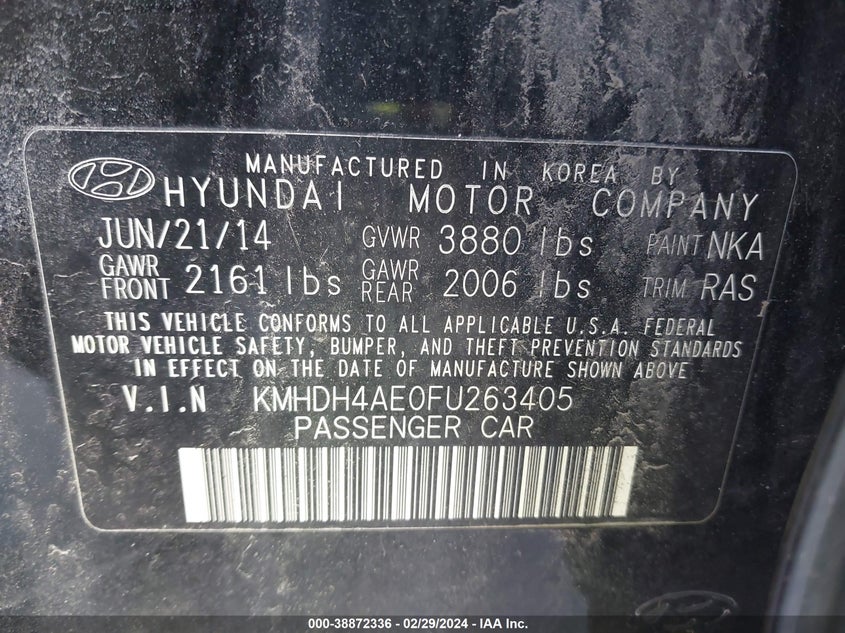 MANUFACTURED IN KOREA BY
HYUNDAI MOTOR COMPANY
JUN/21/14 GVWR 3880 lbs PAINT NKA
GAWR FRONT 2161 lbs GAWR REAR 2006 lbs TRIM RAS
THIS VEHICLE CONFORMS TO ALL APPLICABLE U.S.A. FEDERAL
MOTOR VEHICLE SAFETY, BUMPER, AND THEFT PREVENTION STANDARDS
IN EFFECT ON THE DATE OF MANUFACTURE SHOWN ABOVE.
V.I.N KMHDH4AE0FU263405
PASSENGER CAR
000-38872336 - 02/29/2024 - IAA Inc.